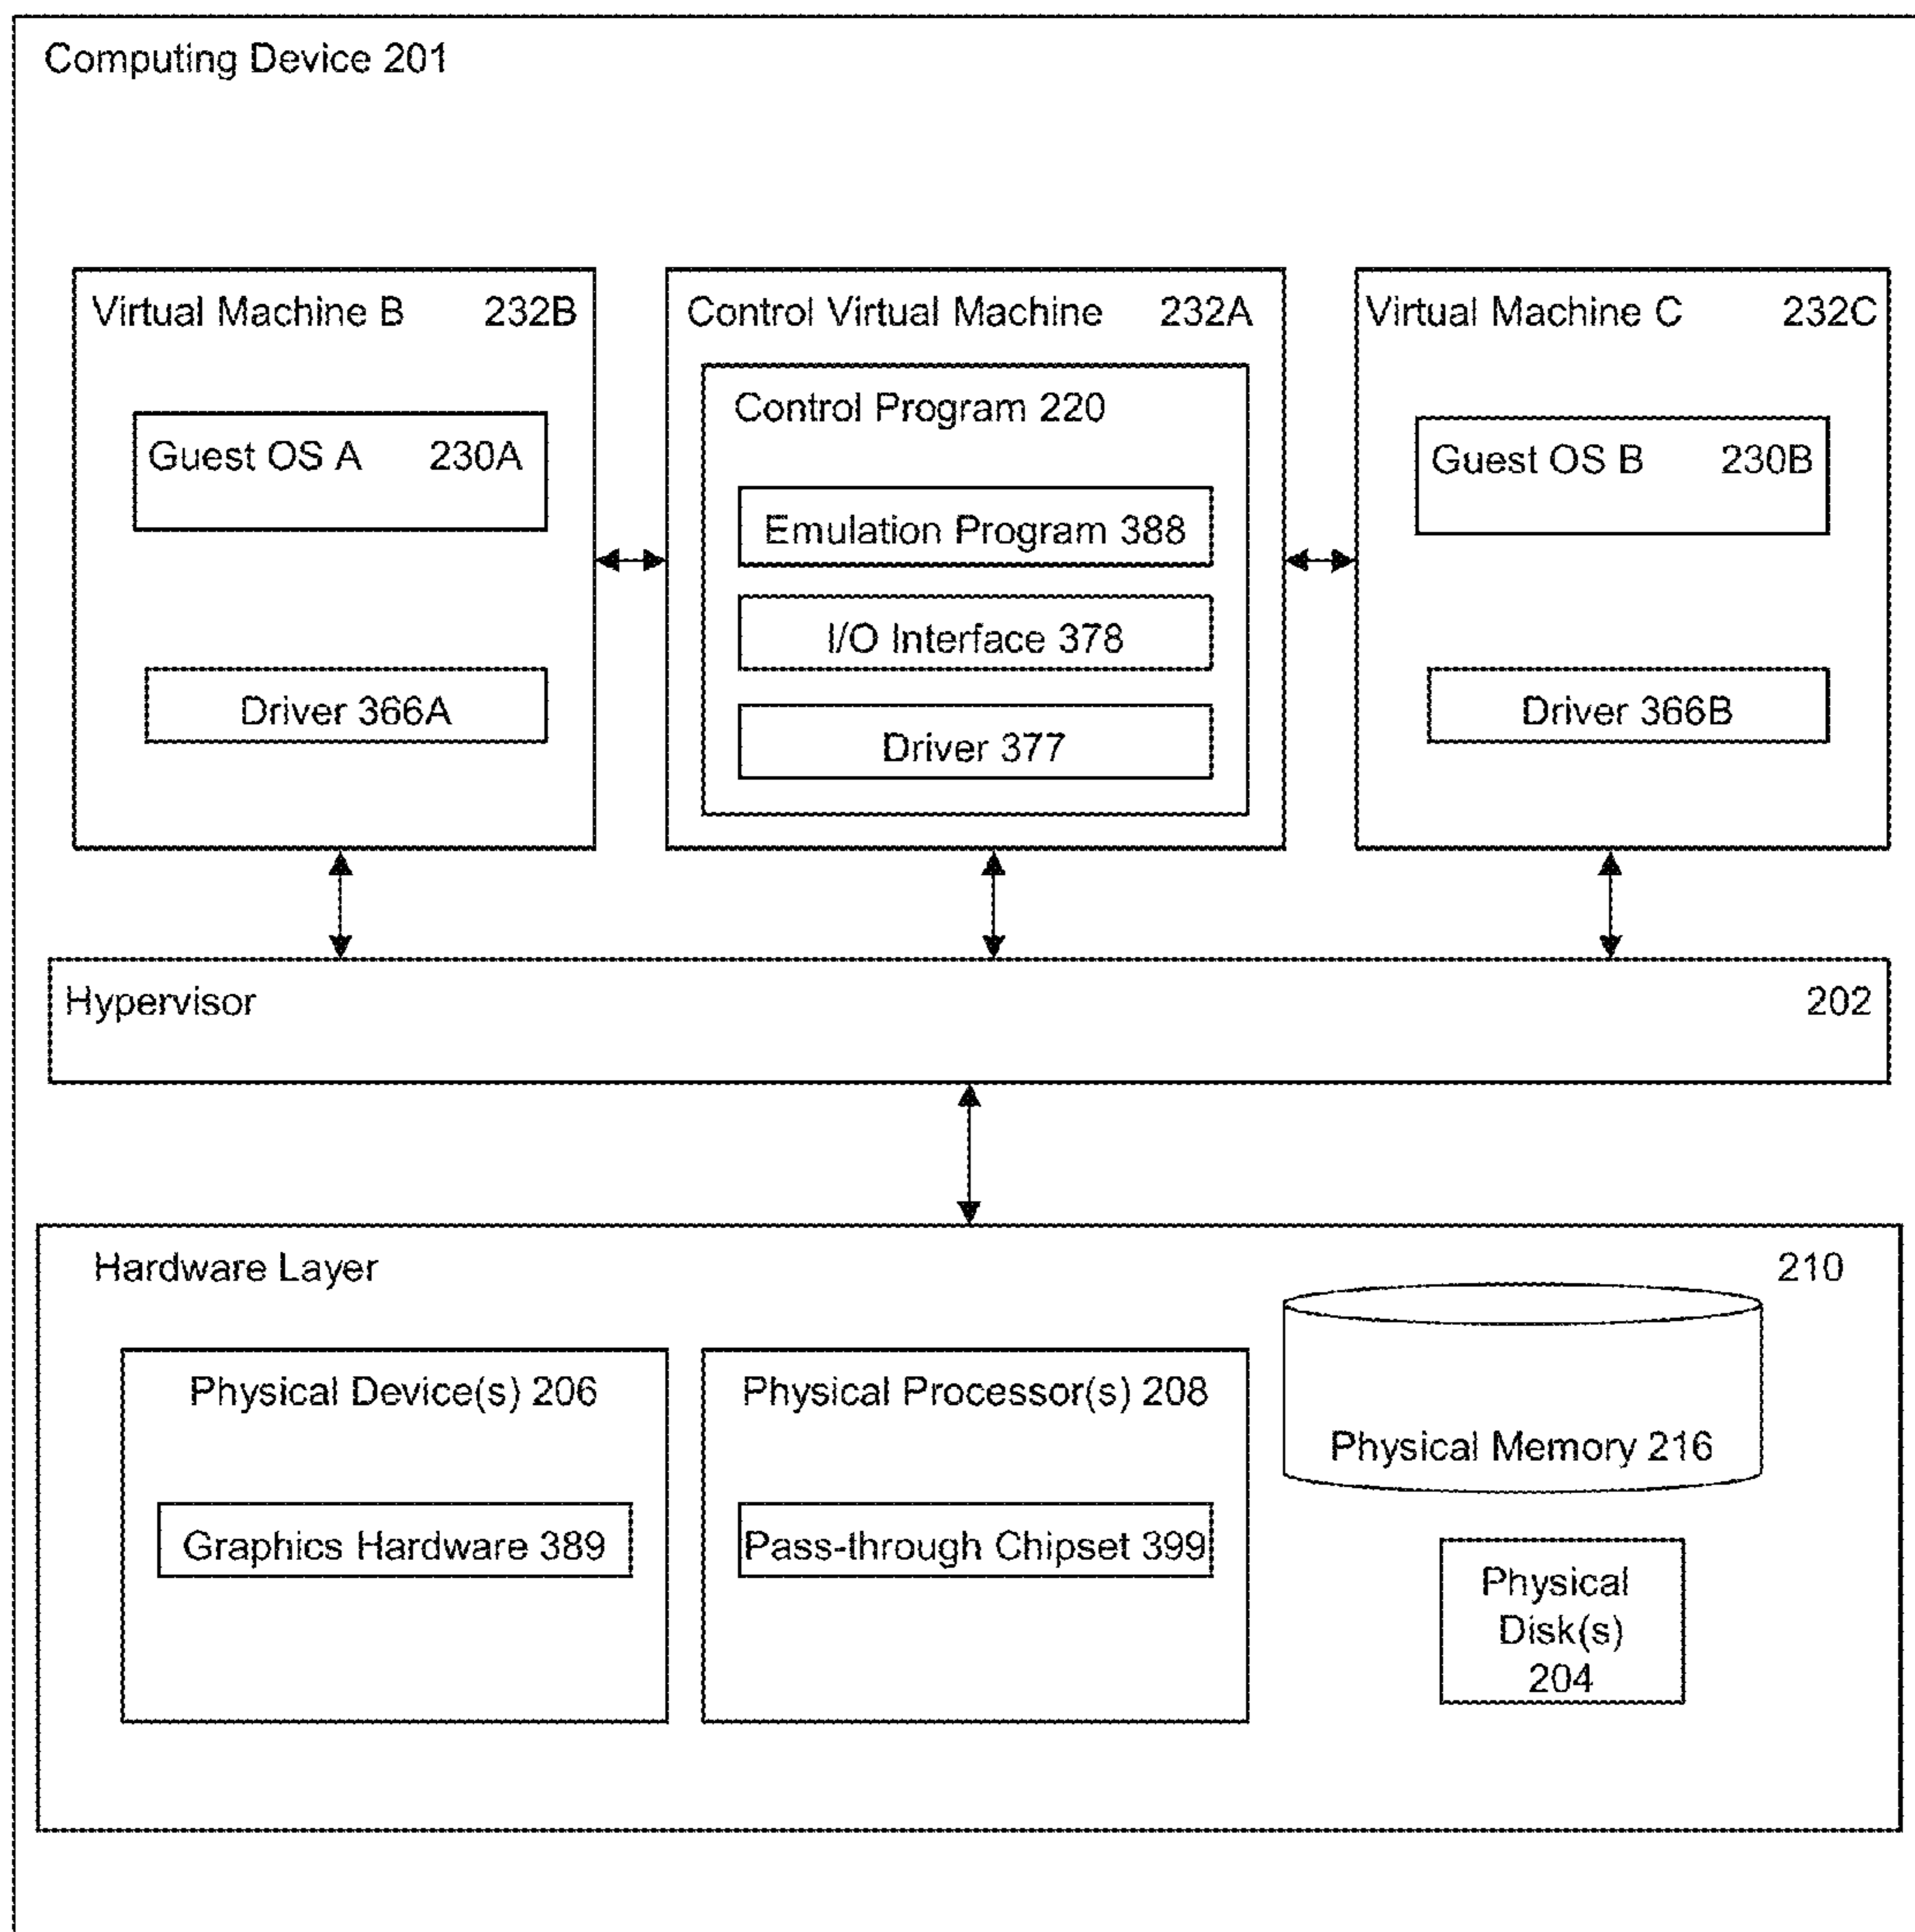 Computing Device 201
Virtual Machine B 232B
Guest OS A 230A
Driver 366A
Control Virtual Machine 232A
Control Program 220
Emulation Program 388
I/O Interface 378
Driver 377
Virtual Machine C 232C
Guest OS B 230B
Driver 366B
Hypervisor 202
Hardware Layer 210
Physical Device(s) 206
Graphics Hardware 389
Physical Processor(s) 208
Pass-through Chipset 399
Physical Memory 216
Physical
Disk(s)
204